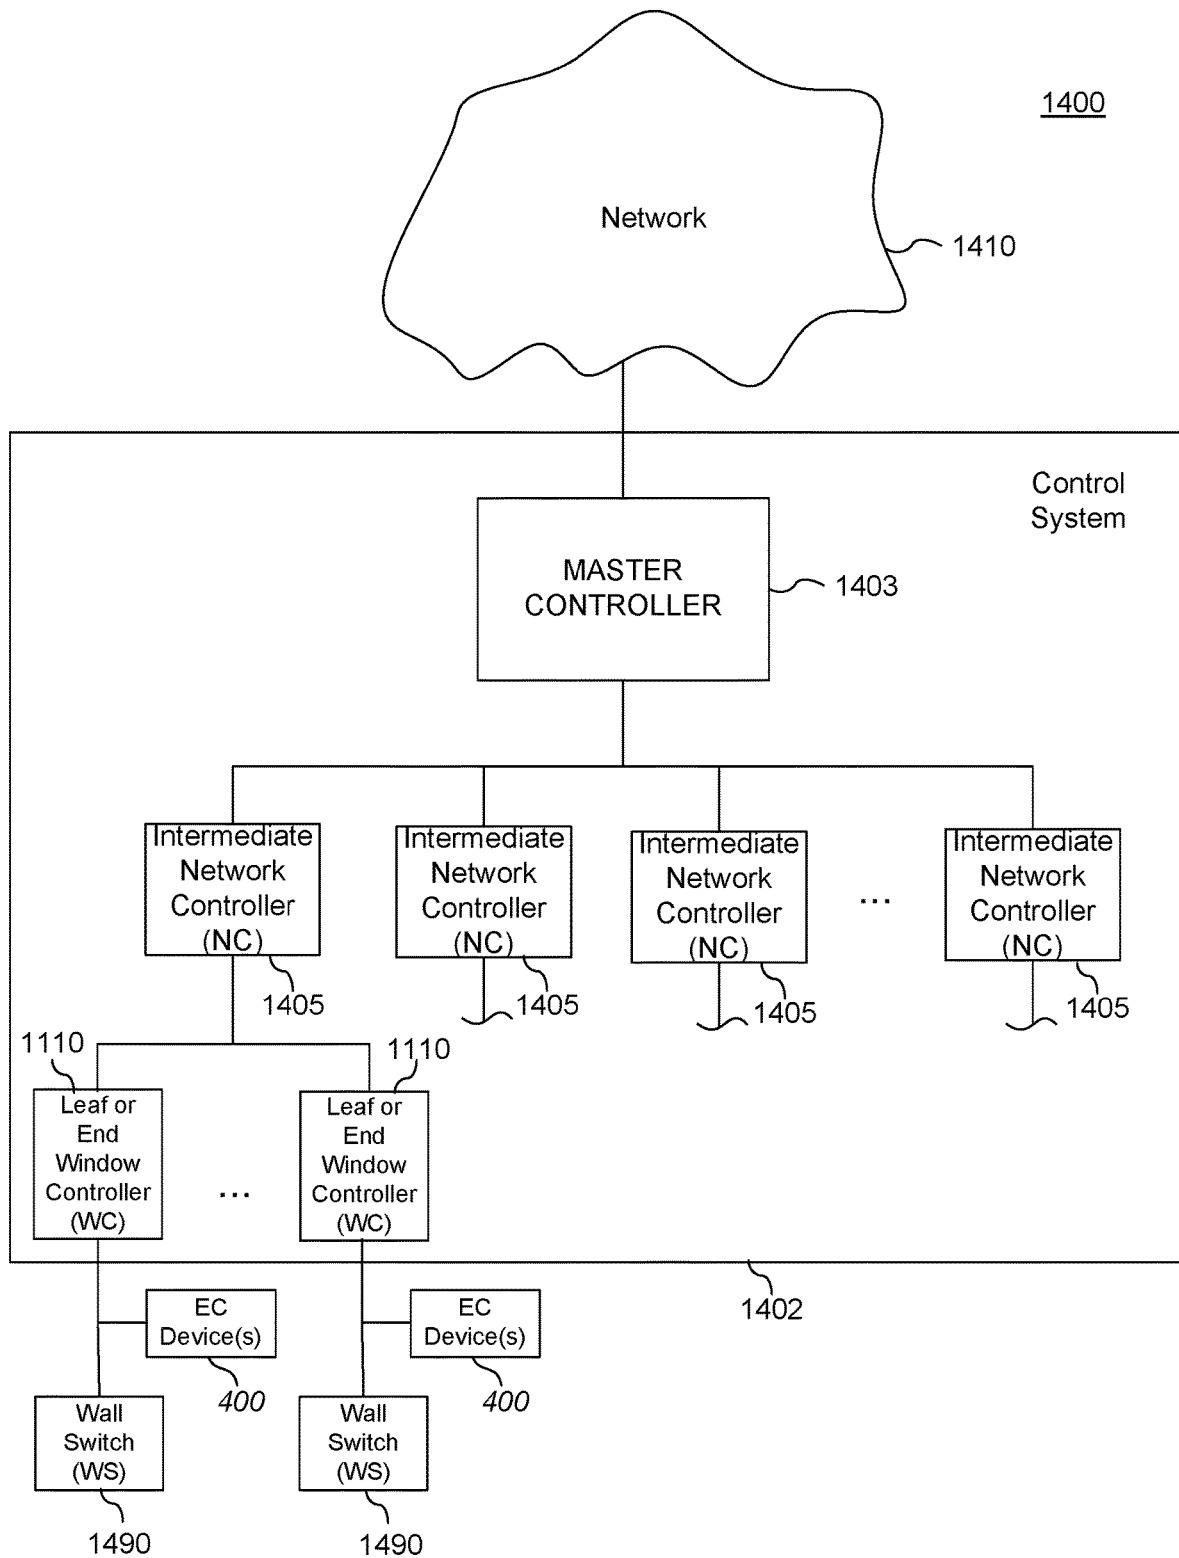 1400
Network
1410
Control
System
MASTER
CONTROLLER
1403
Intermediate
Network
Controller
(NC)
1405
Intermediate
Network
Controller
(NC)
1405
Intermediate
Network
Controller
(NC)
1405
...
Intermediate
Network
Controller
(NC)
1405
1110
Leaf or
End
Window
Controller
(WC)
...
1110
Leaf or
End
Window
Controller
(WC)
1402
EC
Device(s)
400
EC
Device(s)
400
Wall
Switch
(WS)
1490
Wall
Switch
(WS)
1490